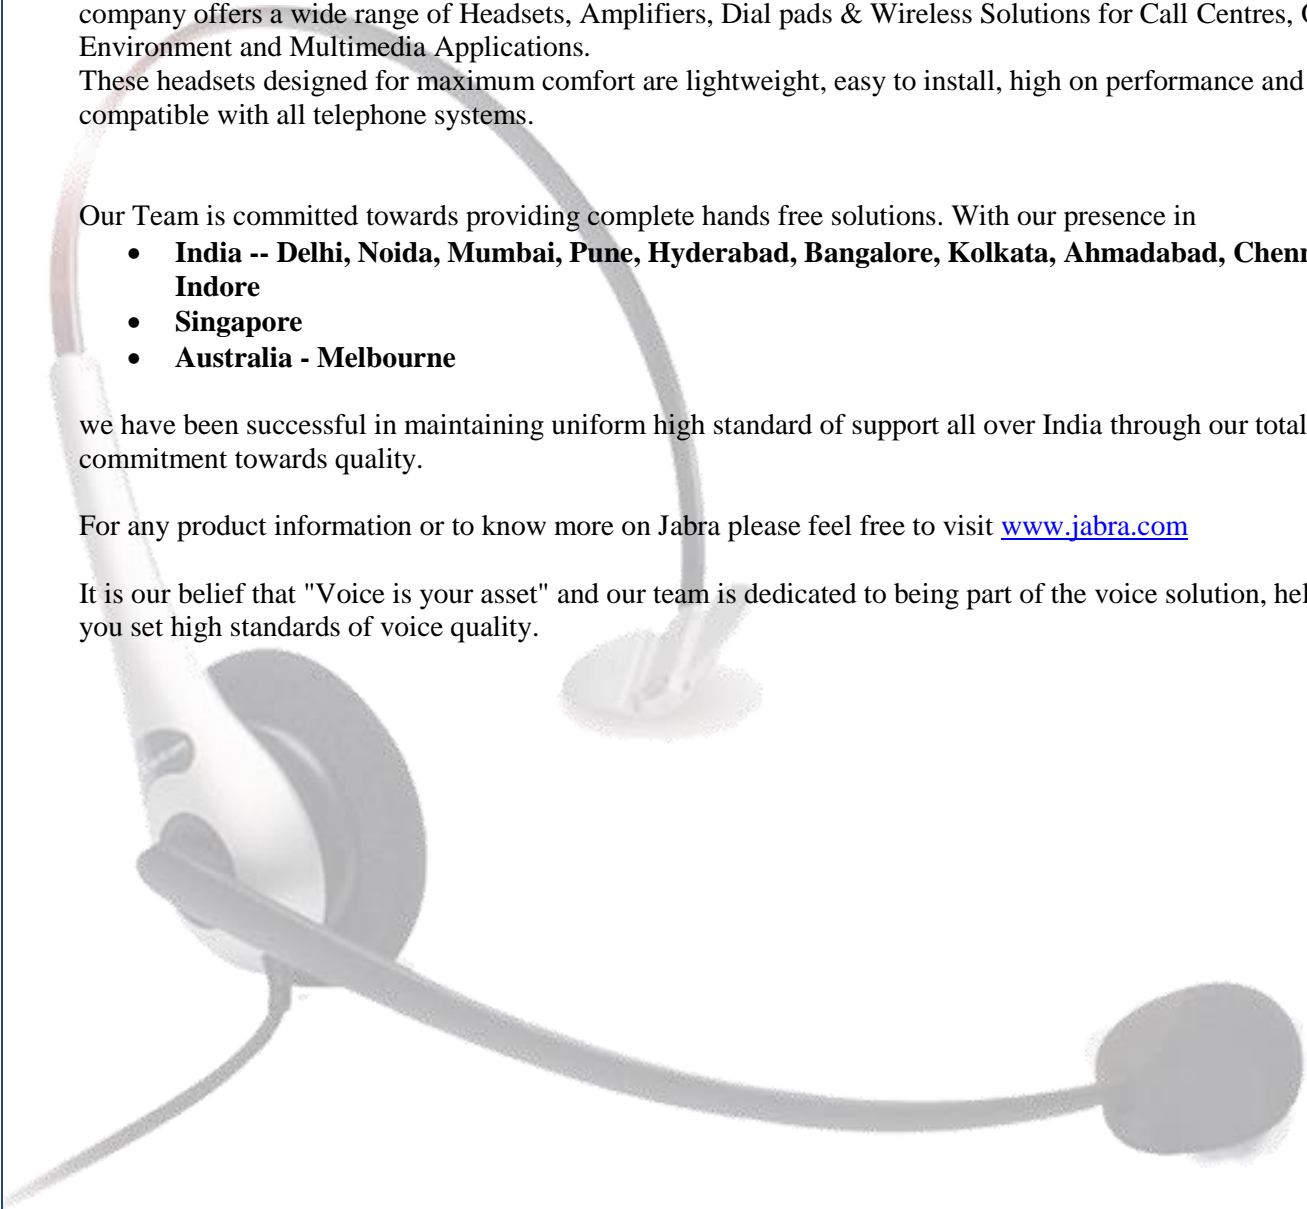 company offers a wide range of Headsets, Amplifiers, Dial pads & Wireless Solutions for Call Centres,
Environment and Multimedia Applications.
These headsets designed for maximum comfort are lightweight, easy to install, high on performance and
compatible with all telephone systems.
Our Team is committed towards providing complete hands free solutions. With our presence in
• India -- Delhi, Noida, Mumbai, Pune, Hyderabad, Bangalore, Kolkata, Ahmadabad,
Indore
• Singapore
• Australia - Melbourne
we have been successful in maintaining uniform high standard of support all over India through our total
commitment towards quality.
For any product information or to know more on Jabra please feel free to visit www.jabra.com
It is our belief that "Voice is your asset" and our team is dedicated to being part of the voice solution,
you set high standards of voice quality.